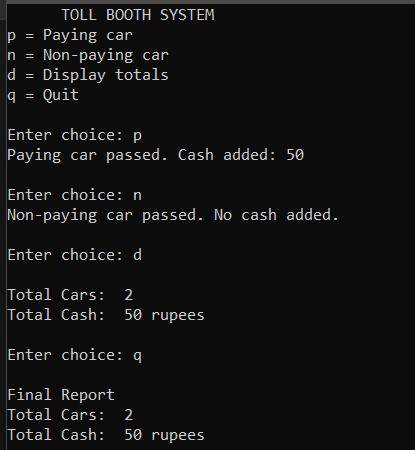 TOLL BOOTH SYSTEM
p = Paying car
n = Non-paying car
d = Display totals
q = Quit
Enter choice: p
Paying car passed. Cash added: 50
Enter choice: n
Non-paying car passed. No cash added.
Enter choice: d
Total Cars:  2
Total Cash:  50 rupees
Enter choice: q
Final Report
Total Cars:  2
Total Cash:  50 rupees